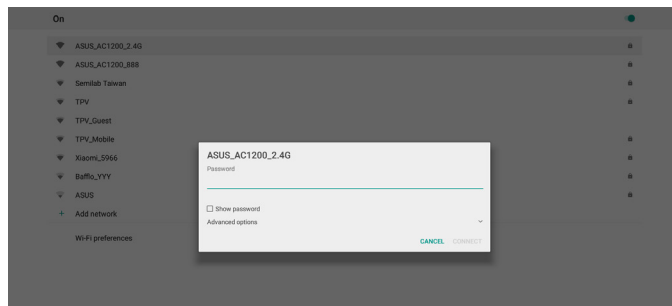 On
ASUS_AC1200_2.4G
ASUS_AC1200_888
Semilab Taiwan
TPV
TPV_Guest
TPV_Mobile
Xiaomi_5966
Baffio_YYY
ASUS
+ Add network
Wi-Fi preferences
ASUS_AC1200_2.4G
Password
Show password
Advanced options
CANCEL CONNECT